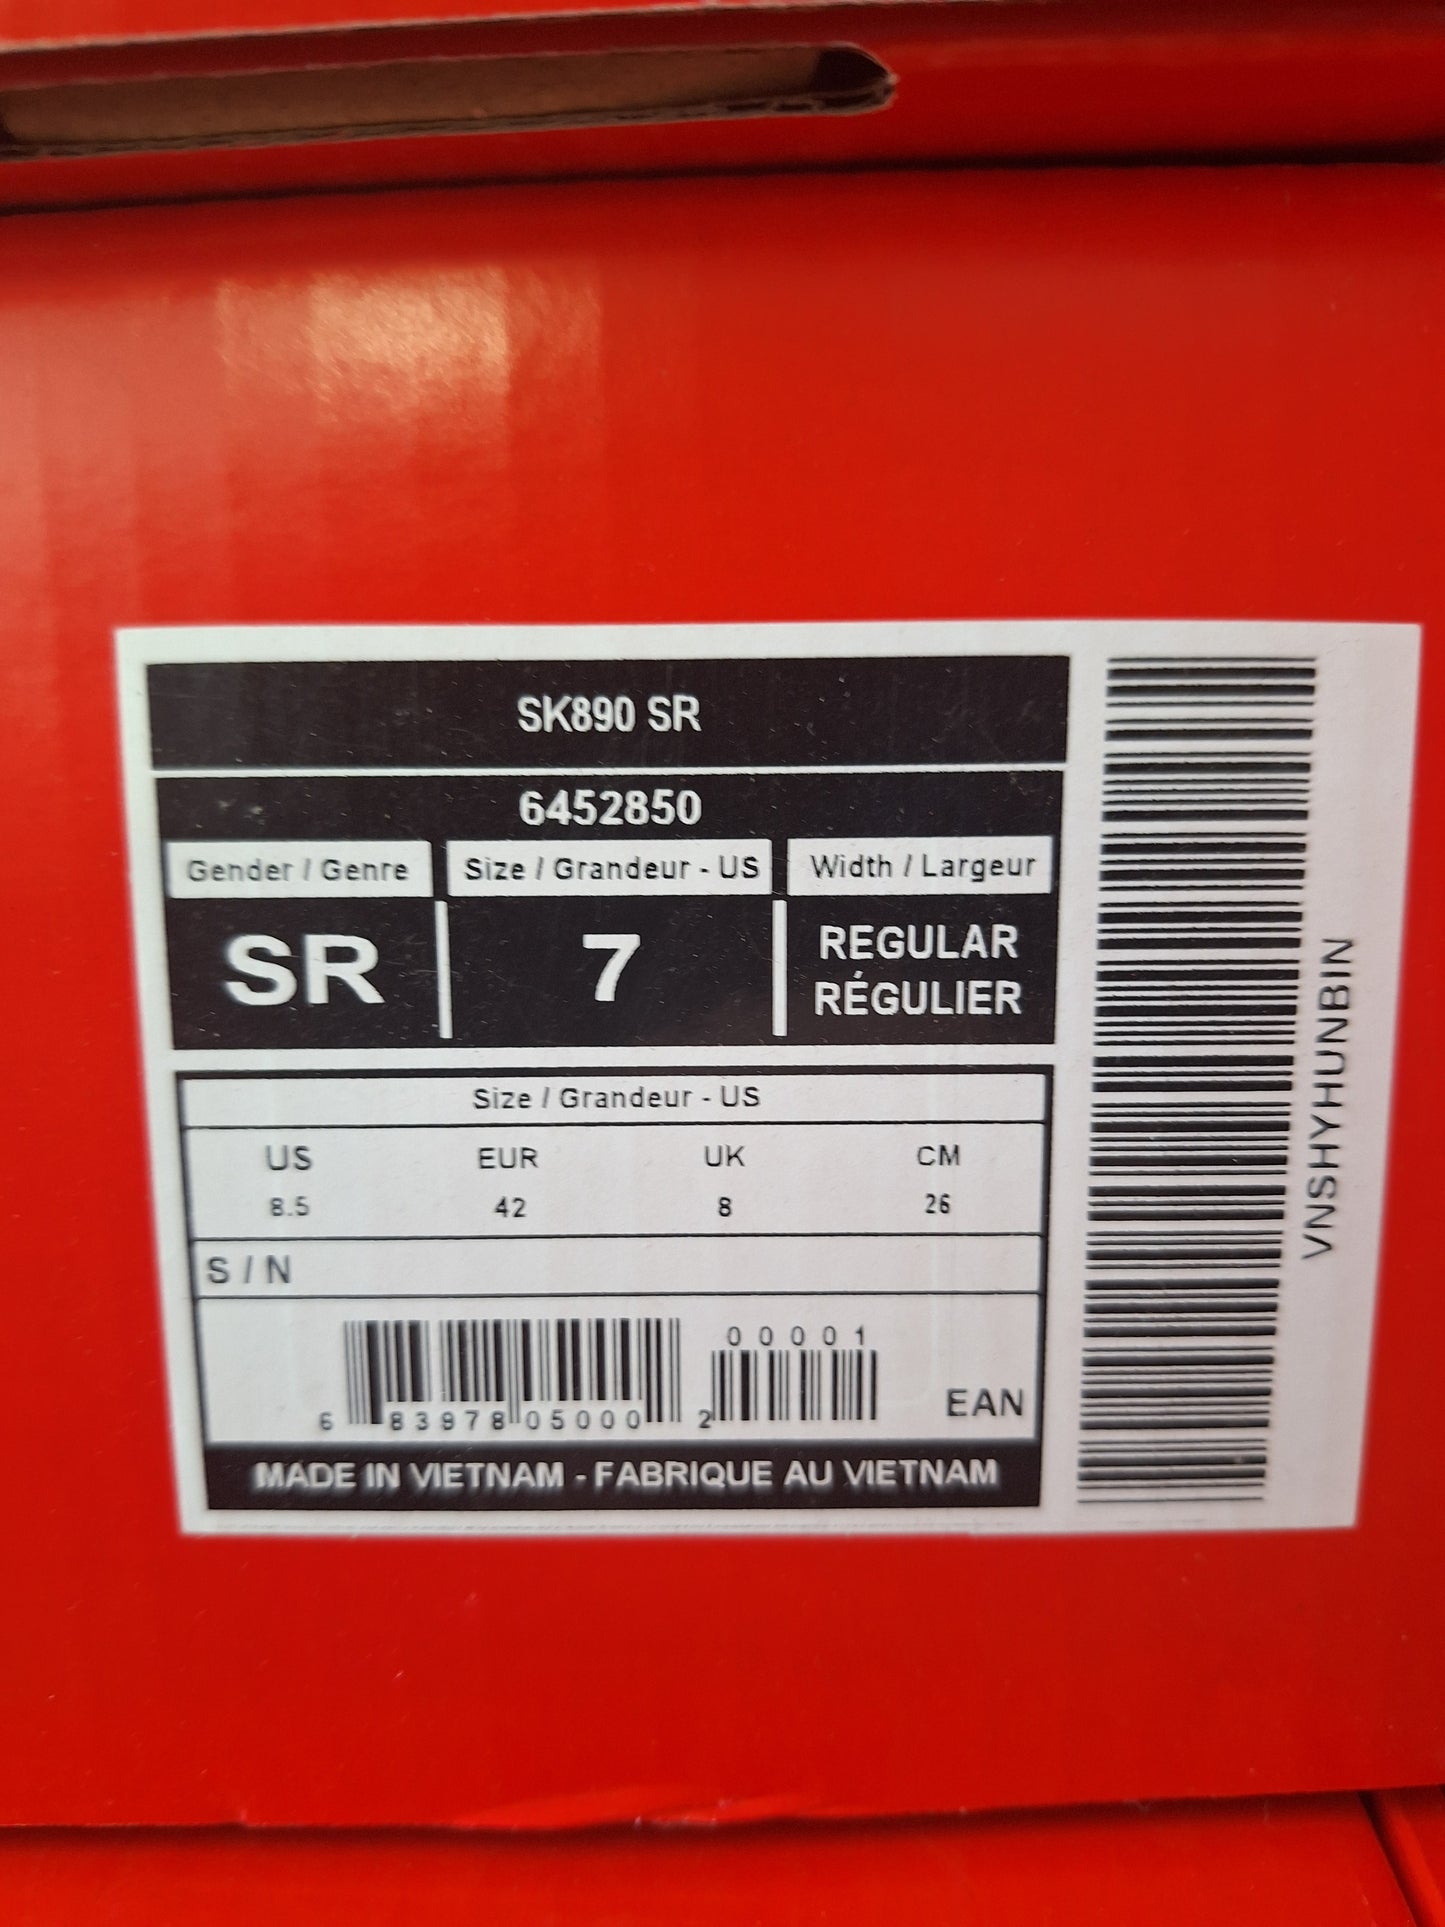 SK890 SR
6452850
Gender / Genre
Size / Grandeur - US
Width / Largeur
SR
7
REGULAR
RÉGULIER
Size / Grandeur - US
US EUR UK CM
8.5 42 8 26
S / N
00001
6 83978 05000 2
EAN
MADE IN VIETNAM - FABRIQUE AU VIETNAM
VNSHYHUNBIN